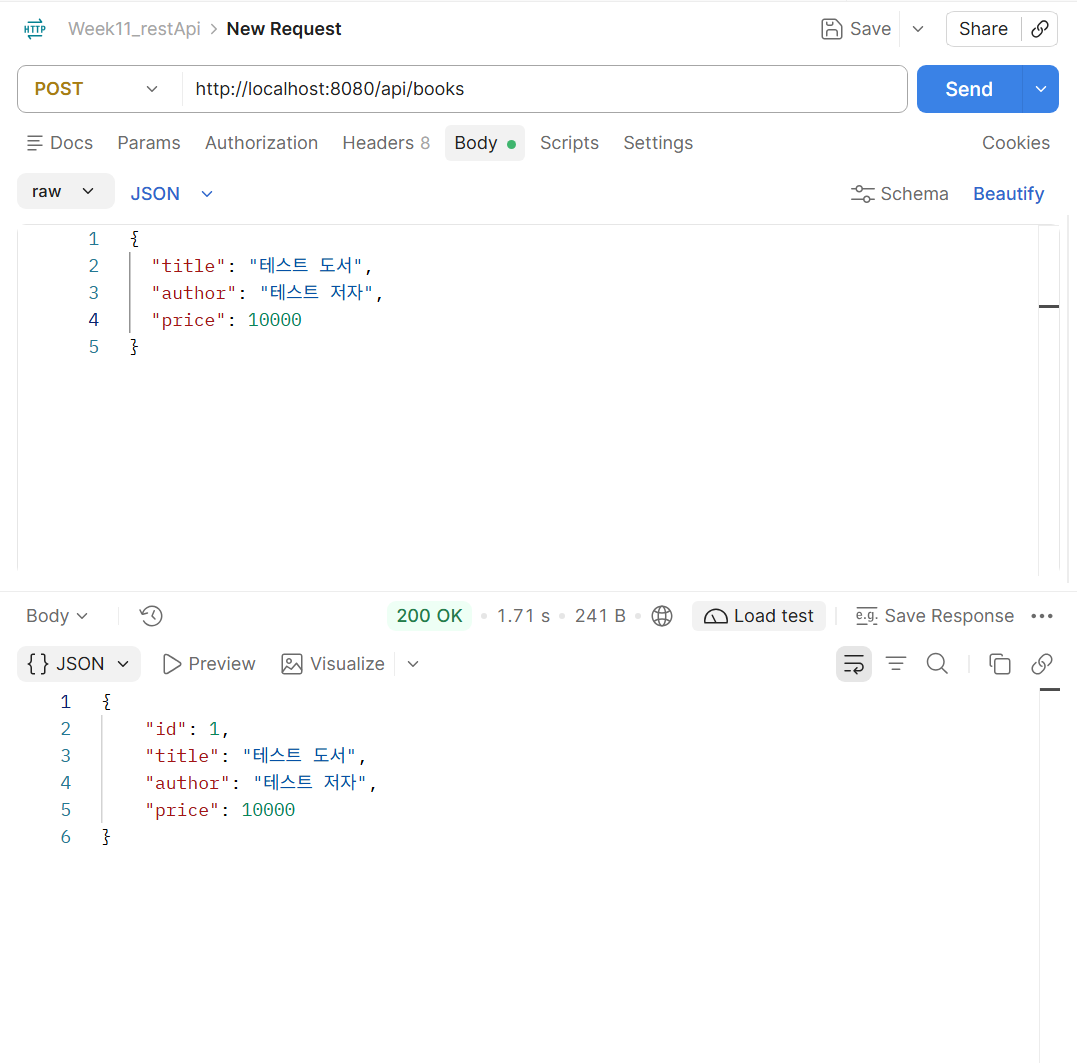 HTTP Week11_restApi > New Request Save Share
POST http://localhost:8080/api/books Send
Docs Params Authorization Headers 8 Body Scripts Settings Cookies
raw JSON Schema Beautify
1 {
2 "title": "테스트 도서",
3 "author": "테스트 저자",
4 "price": 10000
5 }
Body 200 OK • 1.71 s • 241 B • Load test e.g. Save Response •••
{} JSON Preview Visualize
1 {
2 "id": 1,
3 "title": "테스트 도서",
4 "author": "테스트 저자",
5 "price": 10000
6 }